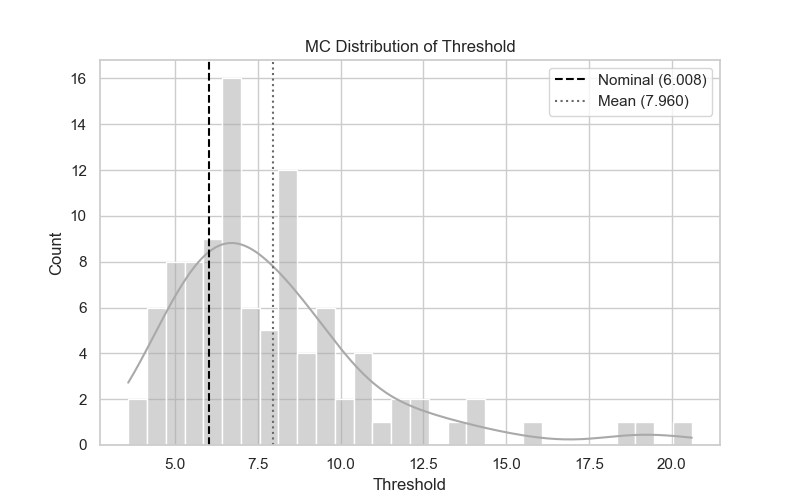 MC Distribution of Threshold
Nominal (6.008)
Mean (7.960)
Count
16
14
12
10
8
6
4
2
0
5.0 7.5 10.0 12.5 15.0 17.5 20.0
Threshold